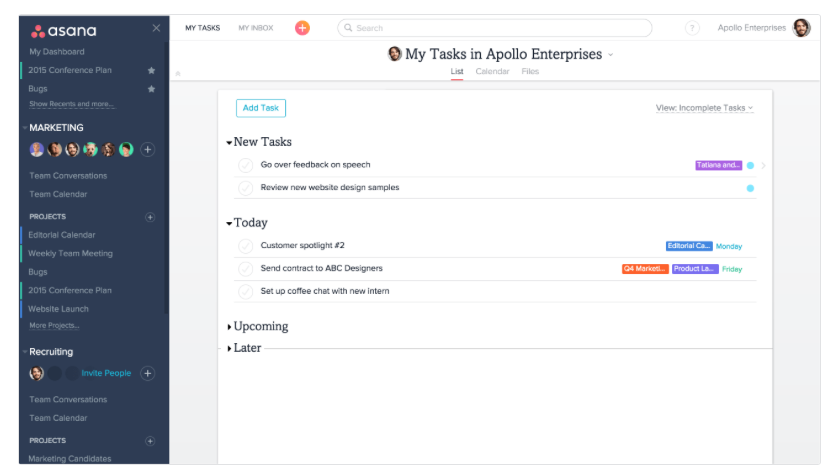 asana
My Dashboard
2015 Conference Plan
Bugs
Show Recents and more...
MARKETING
Team Conversations
Team Calendar
PROJECTS
Editorial Calendar
Weekly Team Meeting
Bugs
2015 Conference Plan
Website Launch
More Projects...
Recruiting
Invite People
Team Conversations
Team Calendar
PROJECTS
Marketing Candidates
MY TASKS MY INBOX Search ? Apollo Enterprises
My Tasks in Apollo Enterprises
List Calendar Files
Add Task View: Incomplete Tasks
New Tasks
Go over feedback on speech Tatiana and...
Review new website design samples
Today
Customer spotlight #2 Editorial Ca... Monday
Send contract to ABC Designers Q4 Marketi... Product La... Friday
Set up coffee chat with new intern
Upcoming
Later